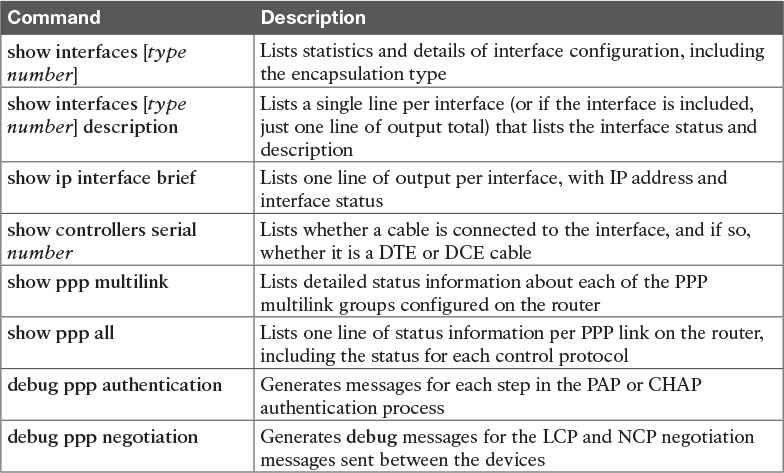 Command Description
show interfaces [type Lists statistics and details of interface configuration, including
number] the encapsulation type
show interfaces [type Lists a single line per interface (or if the interface is included,
number] description just one line of output total) that lists the interface status and
description
show ip interface brief Lists one line of output per interface, with IP address and
interface status
show controllers serial Lists whether a cable is connected to the interface, and if so,
number whether it is a DTE or DCE cable
show ppp multilink Lists detailed status information about each of the PPP
multilink groups configured on the router
show ppp all Lists one line of status information per PPP link on the router,
including the status for each control protocol
debug ppp authentication Generates messages for each step in the PAP or CHAP
authentication process
debug ppp negotiation Generates debug messages for the LCP and NCP negotiation
messages sent between the devices